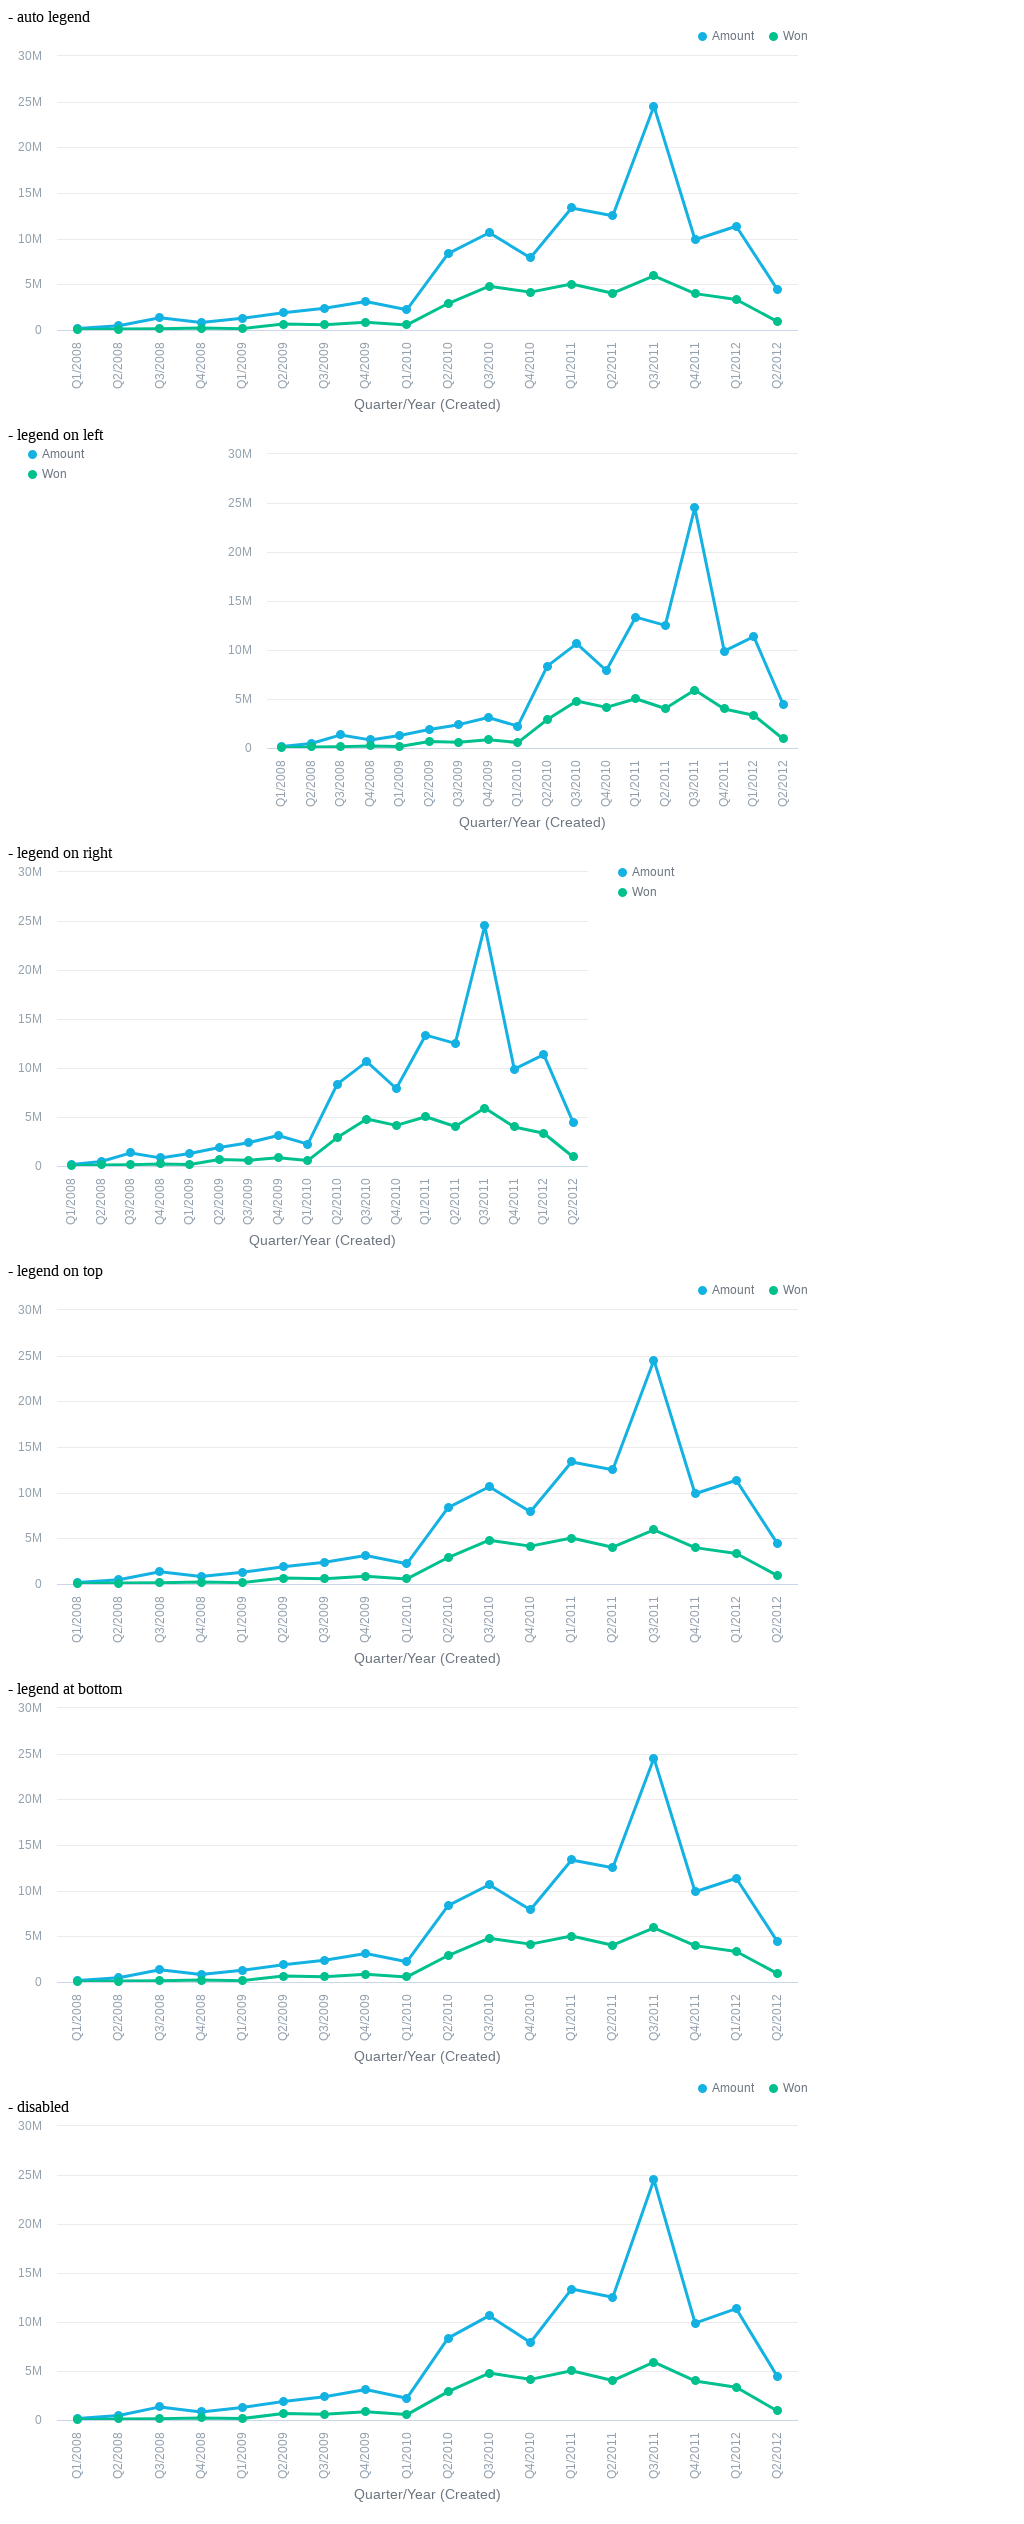 - auto legend
Amount Won
30M
25M
20M
15M
10M
5M
0
Q1/2008 Q2/2008 Q3/2008 Q4/2008 Q1/2009 Q2/2009 Q3/2009 Q4/2009 Q1/2010 Q2/2010 Q3/2010 Q4/2010 Q1/2011 Q2/2011 Q3/2011 Q4/2011 Q1/2012 Q2/2012
Quarter/Year (Created)
- legend on left
Amount
Won
30M
25M
20M
15M
10M
5M
0
Q1/2008 Q2/2008 Q3/2008 Q4/2008 Q1/2009 Q2/2009 Q3/2009 Q4/2009 Q1/2010 Q2/2010 Q3/2010 Q4/2010 Q1/2011 Q2/2011 Q3/2011 Q4/2011 Q1/2012 Q2/2012
Quarter/Year (Created)
- legend on right
30M
25M
20M
15M
10M
5M
0
Amount
Won
Q1/2008 Q2/2008 Q3/2008 Q4/2008 Q1/2009 Q2/2009 Q3/2009 Q4/2009 Q1/2010 Q2/2010 Q3/2010 Q4/2010 Q1/2011 Q2/2011 Q3/2011 Q4/2011 Q1/2012 Q2/2012
Quarter/Year (Created)
- legend on top
Amount Won
30M
25M
20M
15M
10M
5M
0
Q1/2008 Q2/2008 Q3/2008 Q4/2008 Q1/2009 Q2/2009 Q3/2009 Q4/2009 Q1/2010 Q2/2010 Q3/2010 Q4/2010 Q1/2011 Q2/2011 Q3/2011 Q4/2011 Q1/2012 Q2/2012
Quarter/Year (Created)
- legend at bottom
30M
25M
20M
15M
10M
5M
0
Q1/2008 Q2/2008 Q3/2008 Q4/2008 Q1/2009 Q2/2009 Q3/2009 Q4/2009 Q1/2010 Q2/2010 Q3/2010 Q4/2010 Q1/2011 Q2/2011 Q3/2011 Q4/2011 Q1/2012 Q2/2012
Quarter/Year (Created)
Amount Won
- disabled
30M
25M
20M
15M
10M
5M
0
Q1/2008 Q2/2008 Q3/2008 Q4/2008 Q1/2009 Q2/2009 Q3/2009 Q4/2009 Q1/2010 Q2/2010 Q3/2010 Q4/2010 Q1/2011 Q2/2011 Q3/2011 Q4/2011 Q1/2012 Q2/2012
Quarter/Year (Created)